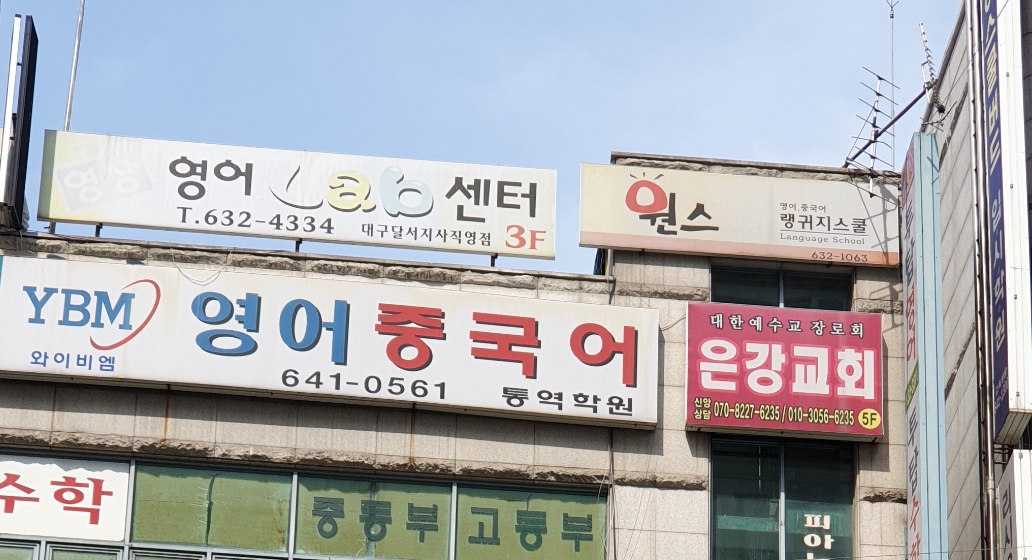 영상
영어 Lab 센터
T.632-4334 대구달서지사직영점 3F
원스
영어,중국어
랭귀지스쿨
Language School
632-1063
YBM
와이비엠
영어중국어
641-0561 통역학원
대한예수교장로회
은강교회
신앙
상담 070-8227-6235 / 010-3056-6235 5F
수학
중등부 고등부